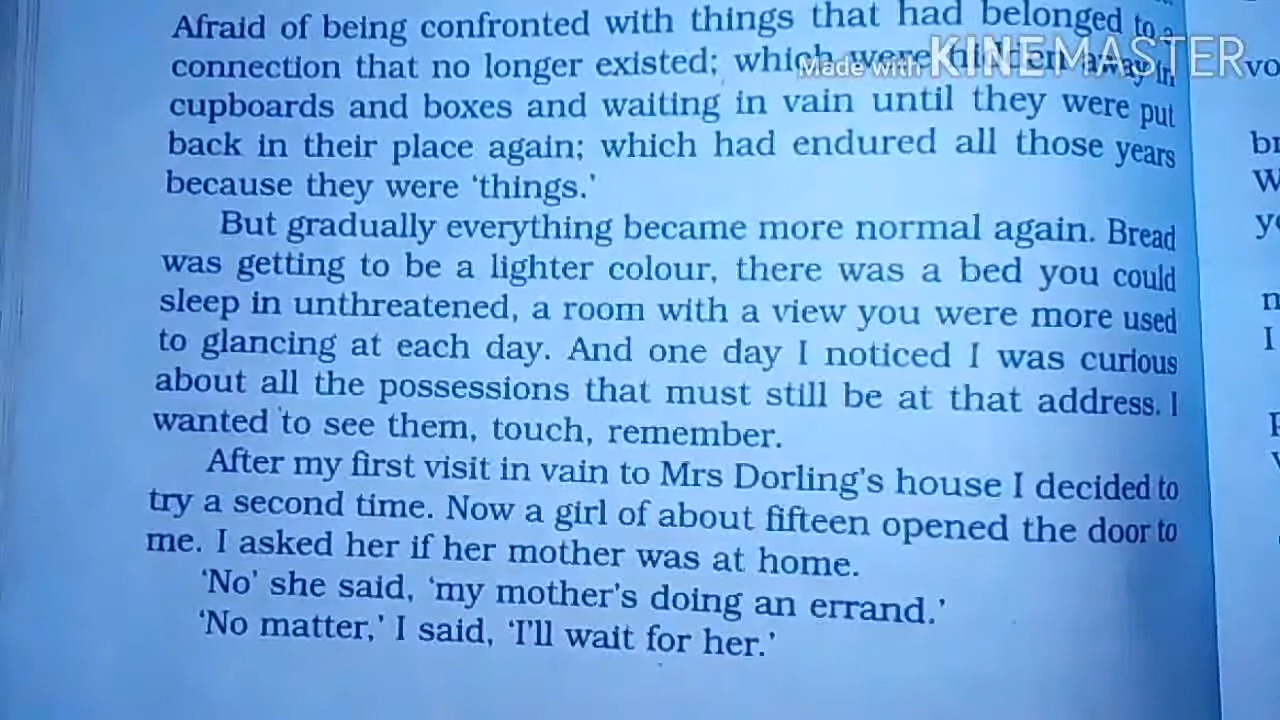 Afraid of being confronted with things that had belonged to a
connection that no longer existed; which were hidden away in
Made with KINEMASTER
cupboards and boxes and waiting in vain until they were put
back in their place again; which had endured all those years
because they were ‘things.’
But gradually everything became more normal again. Bread
was getting to be a lighter colour, there was a bed you could
sleep in unthreatened, a room with a view you were more used
to glancing at each day. And one day I noticed I was curious
about all the possessions that must still be at that address. I
wanted to see them, touch, remember.
After my first visit in vain to Mrs Dorling's house I decided to
try a second time. Now a girl of about fifteen opened the door to
me. I asked her if her mother was at home.
‘No’ she said, ‘my mother's doing an errand.’
‘No matter,’ I said, ‘I'll wait for her.’